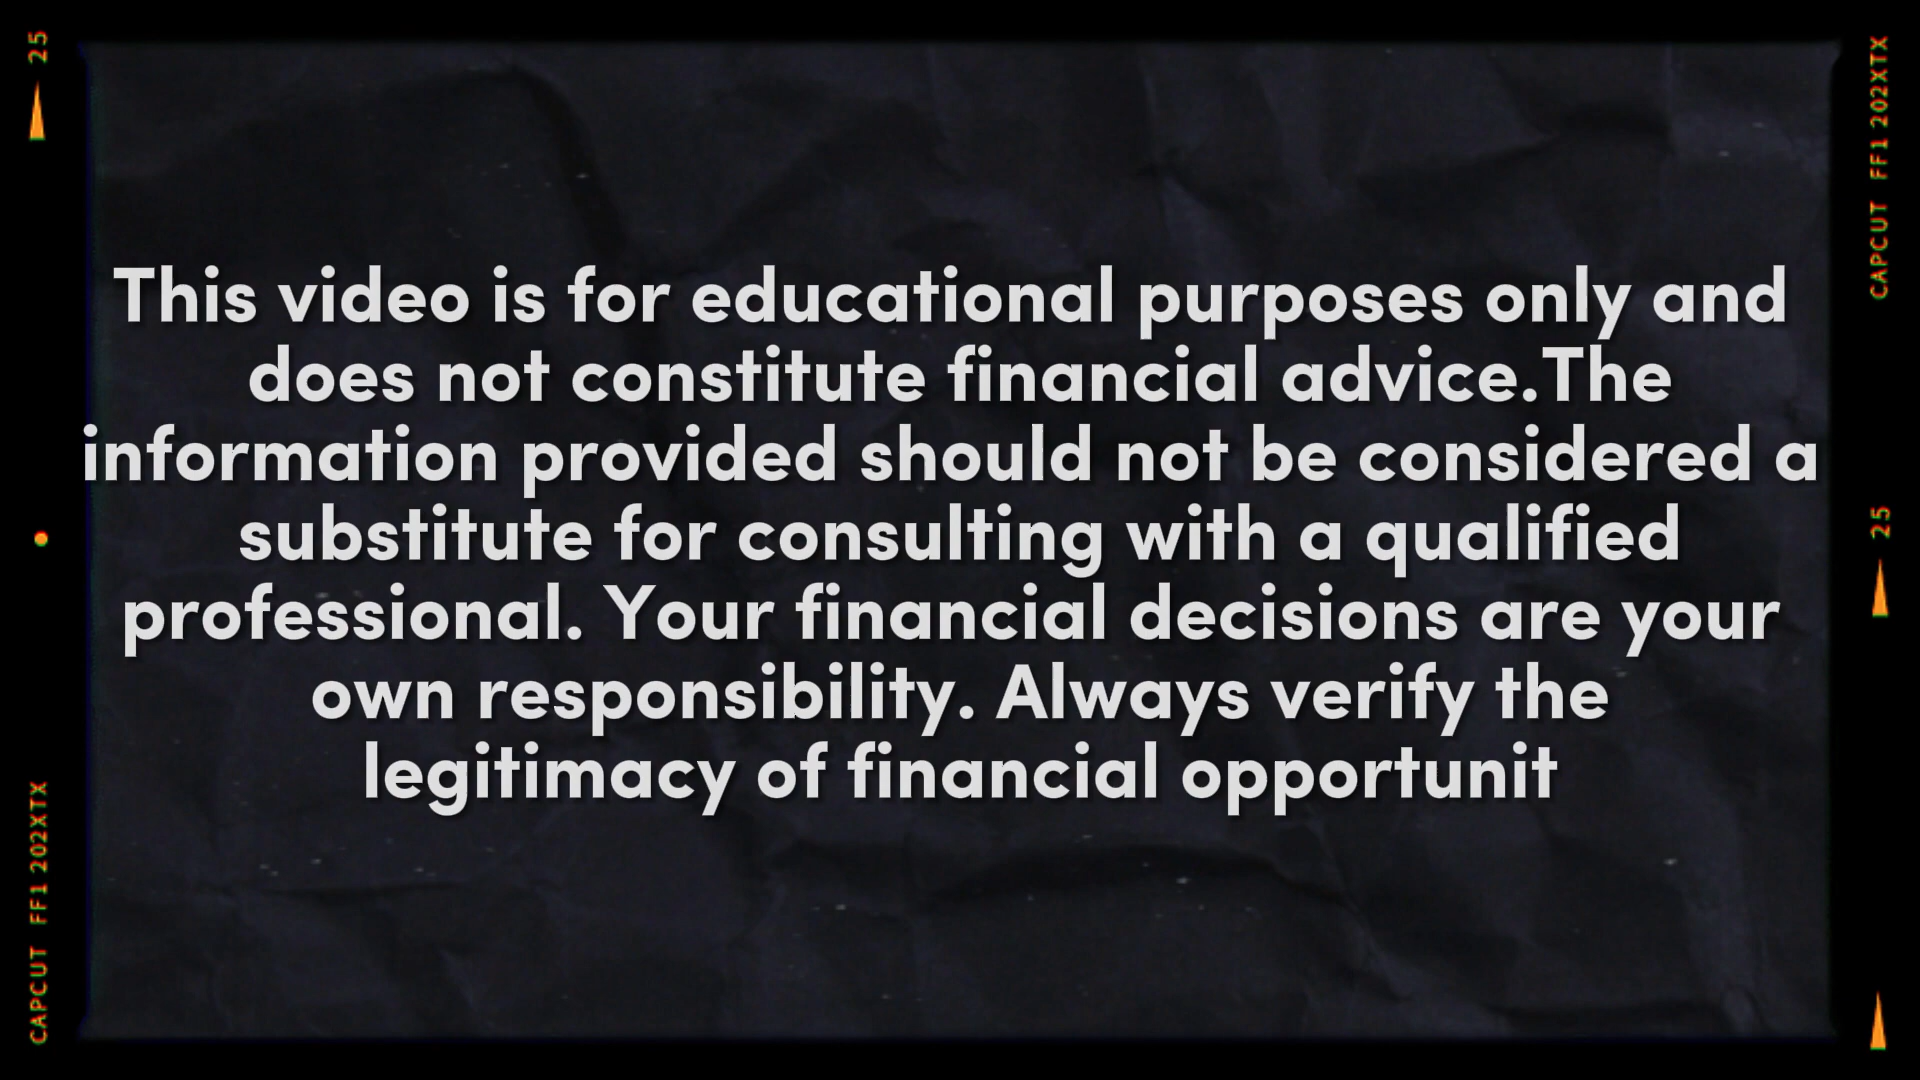 25
CAPCUT FF1 202XTX
This video is for educational purposes only and
does not constitute financial advice.The
information provided should not be considered a
substitute for consulting with a qualified
professional. Your financial decisions are your
own responsibility. Always verify the
legitimacy of financial opportunit
CAPCUT FF1 202XTX
25